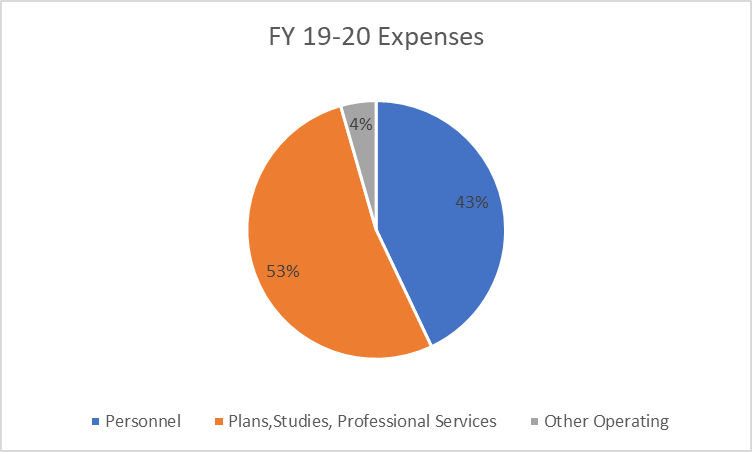 FY 19-20 Expenses
4%
43%
53%
Personnel
Plans,Studies, Professional Services
Other Operating